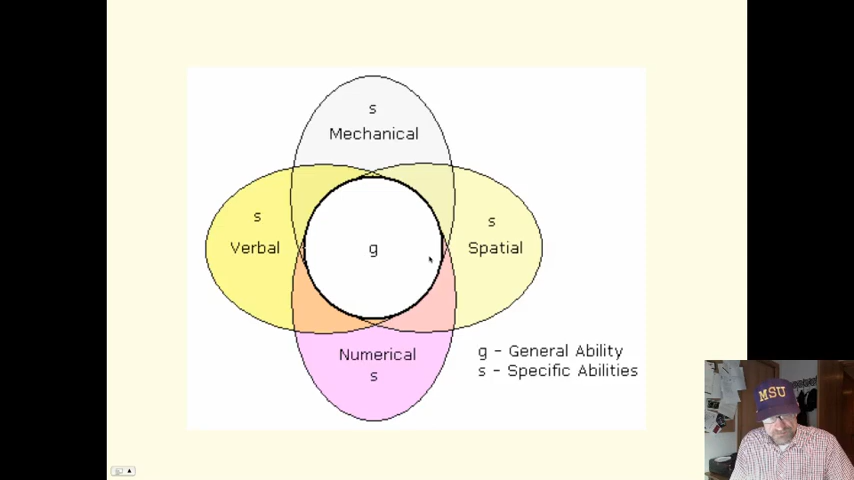 s
Mechanical
s
Verbal
g
s
Spatial
Numerical
s
g - General Ability
s - Specific Abilities
MSU